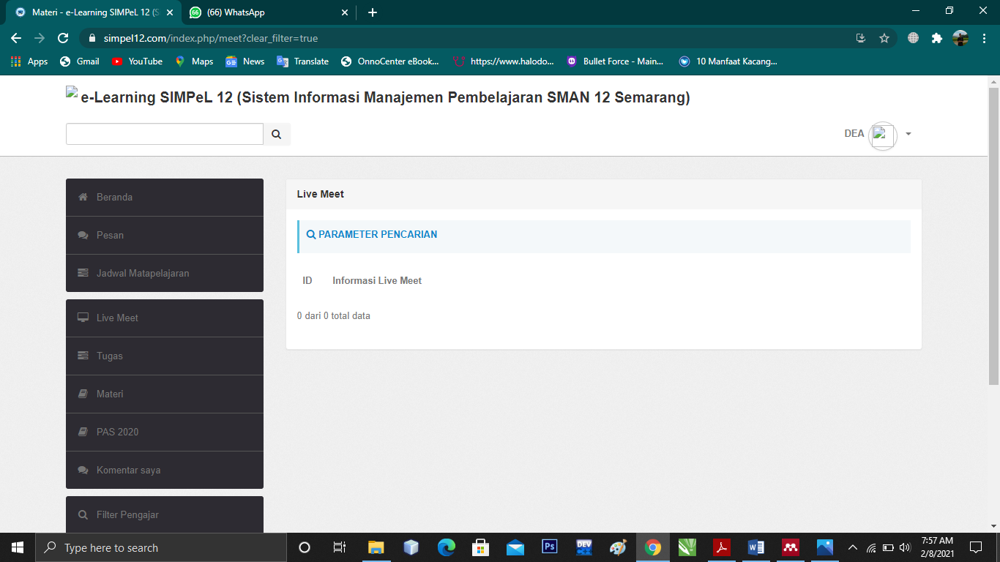 Materi - e-Learning SIMPeL 12 (S
(66) WhatsApp
simpel12.com/index.php/meet?clear_filter=true
Apps Gmail YouTube Maps News Translate OnnoCenter eBook... https://www.halodo... Bullet Force - Main... 10 Manfaat Kacang...
e-Learning SIMPeL 12 (Sistem Informasi Manajemen Pembelajaran SMAN 12 Semarang)
DEA
Beranda
Pesan
Jadwal Matapelajaran
Live Meet
Tugas
Materi
PAS 2020
Komentar saya
Filter Pengajar
Live Meet
PARAMETER PENCARIAN
ID Informasi Live Meet
0 dari 0 total data
Type here to search
Ps
DEV
7:57 AM
2/8/2021